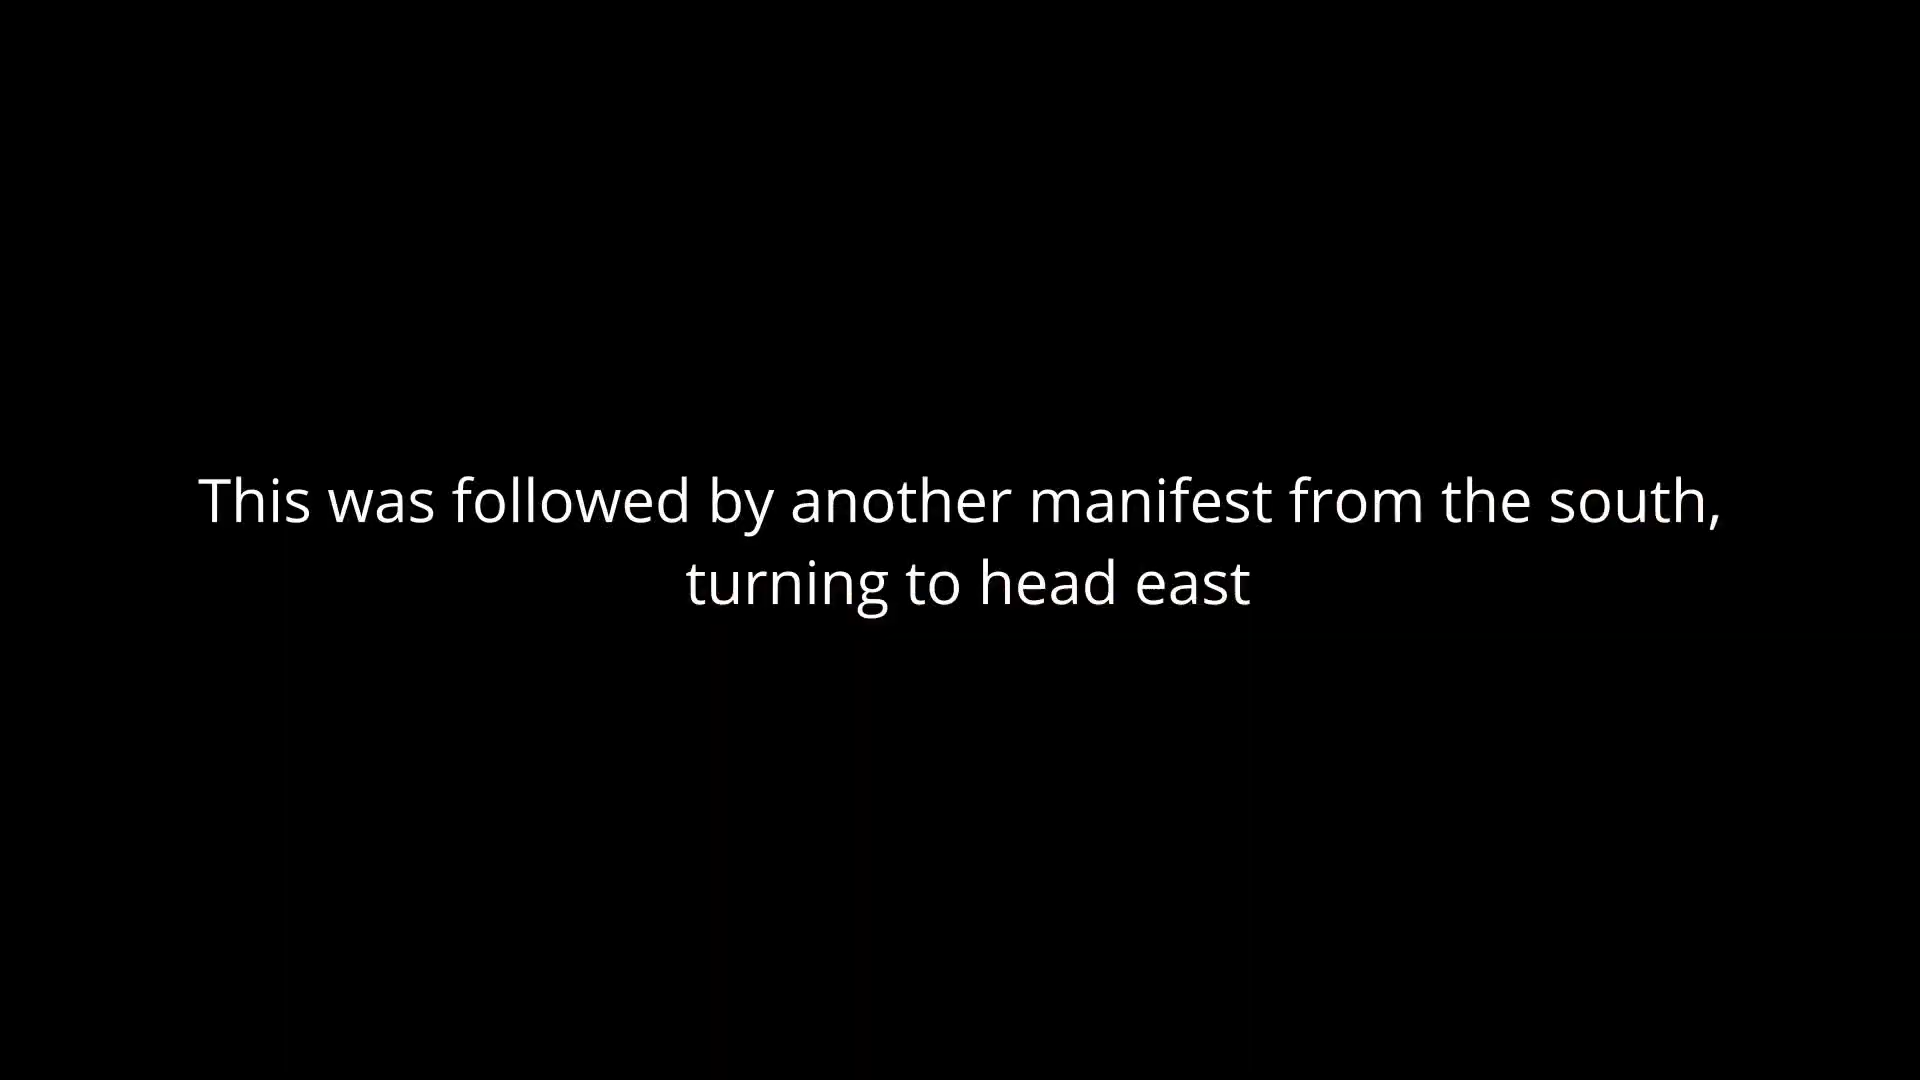 This was followed by another manifest from the south,
turning to head east